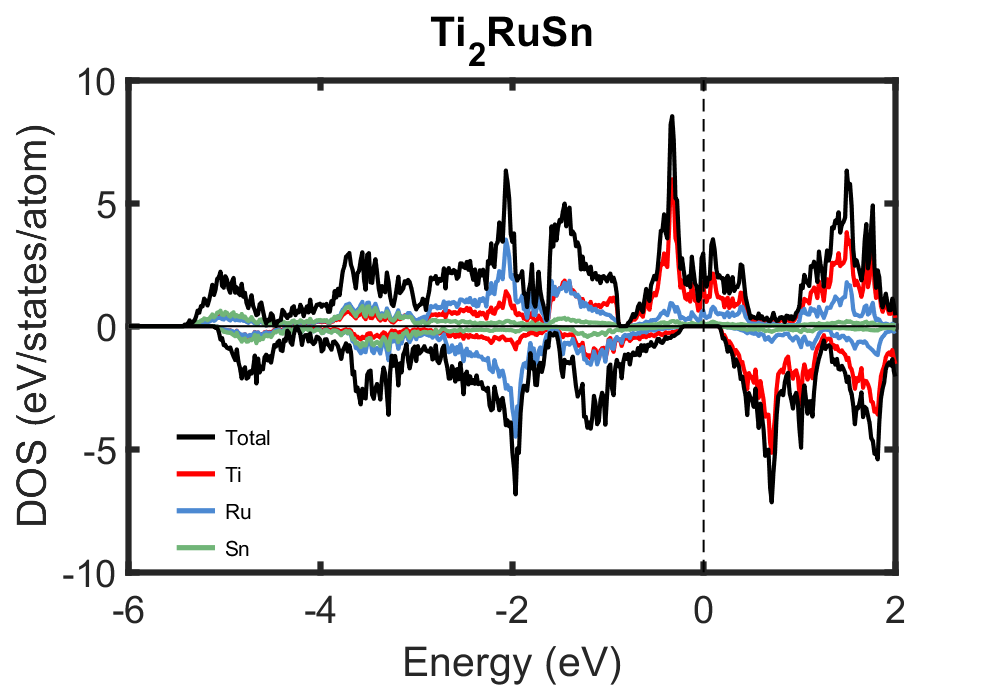 Ti2RuSn
10
5
0
-5
-10
DOS (eV/states/atom)
Total
Ti
Ru
Sn
-6 -4 -2 0 2
Energy (eV)